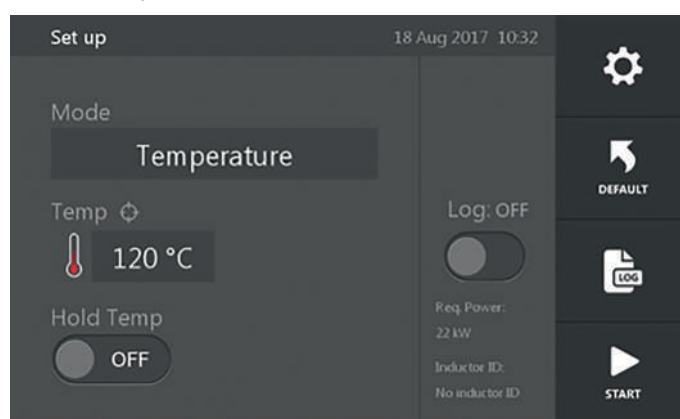 Set up
18 Aug 2017 10:32
Mode
Temperature
Temp
120 °C
Hold Temp
OFF
Log: OFF
Req. Power:
22 kW
Inductor ID:
No inductor ID
DEFAULT
LOG
START